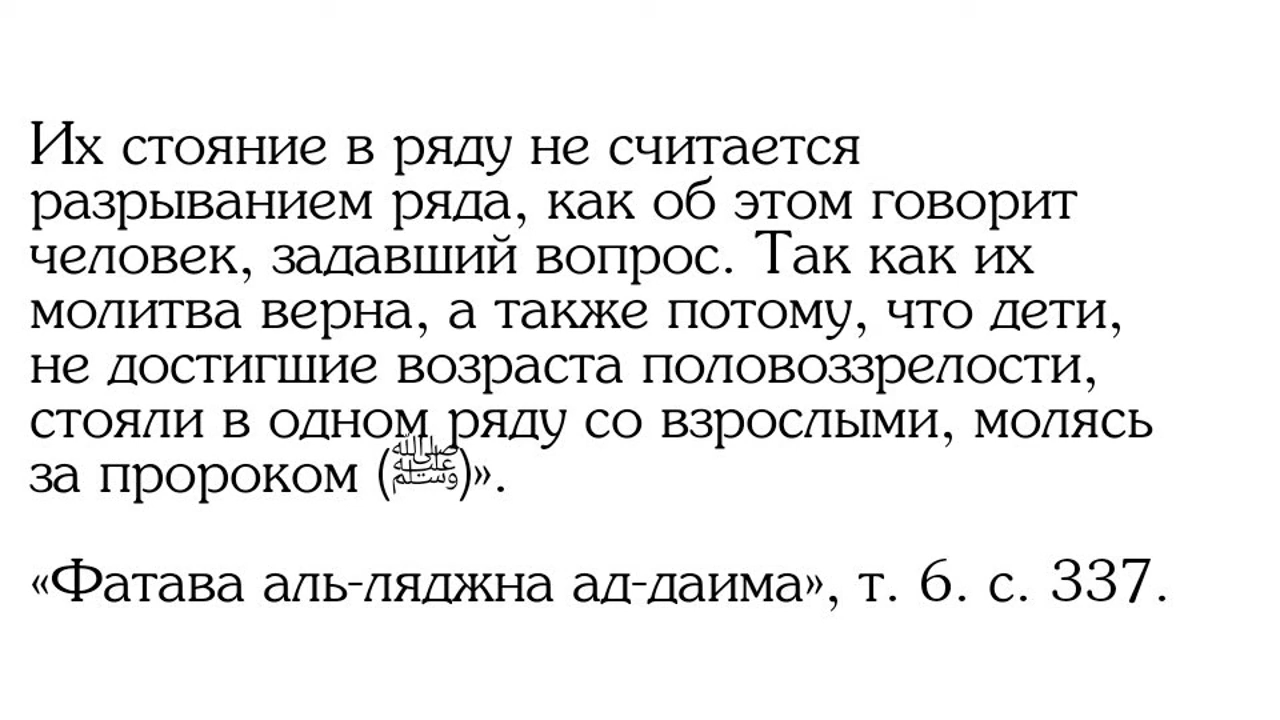 Их стояние в ряду не считается
разрыванием ряда, как об этом говорит
человек, задавший вопрос. Так как их
молитва верна, а также потому, что дети,
не достигшие возраста половоззрелости,
стояли в одном ряду со взрослыми, молясь
за пророком (ﷺ)».
«Фатава аль-ляджна ад-даима», т. 6. с. 337.